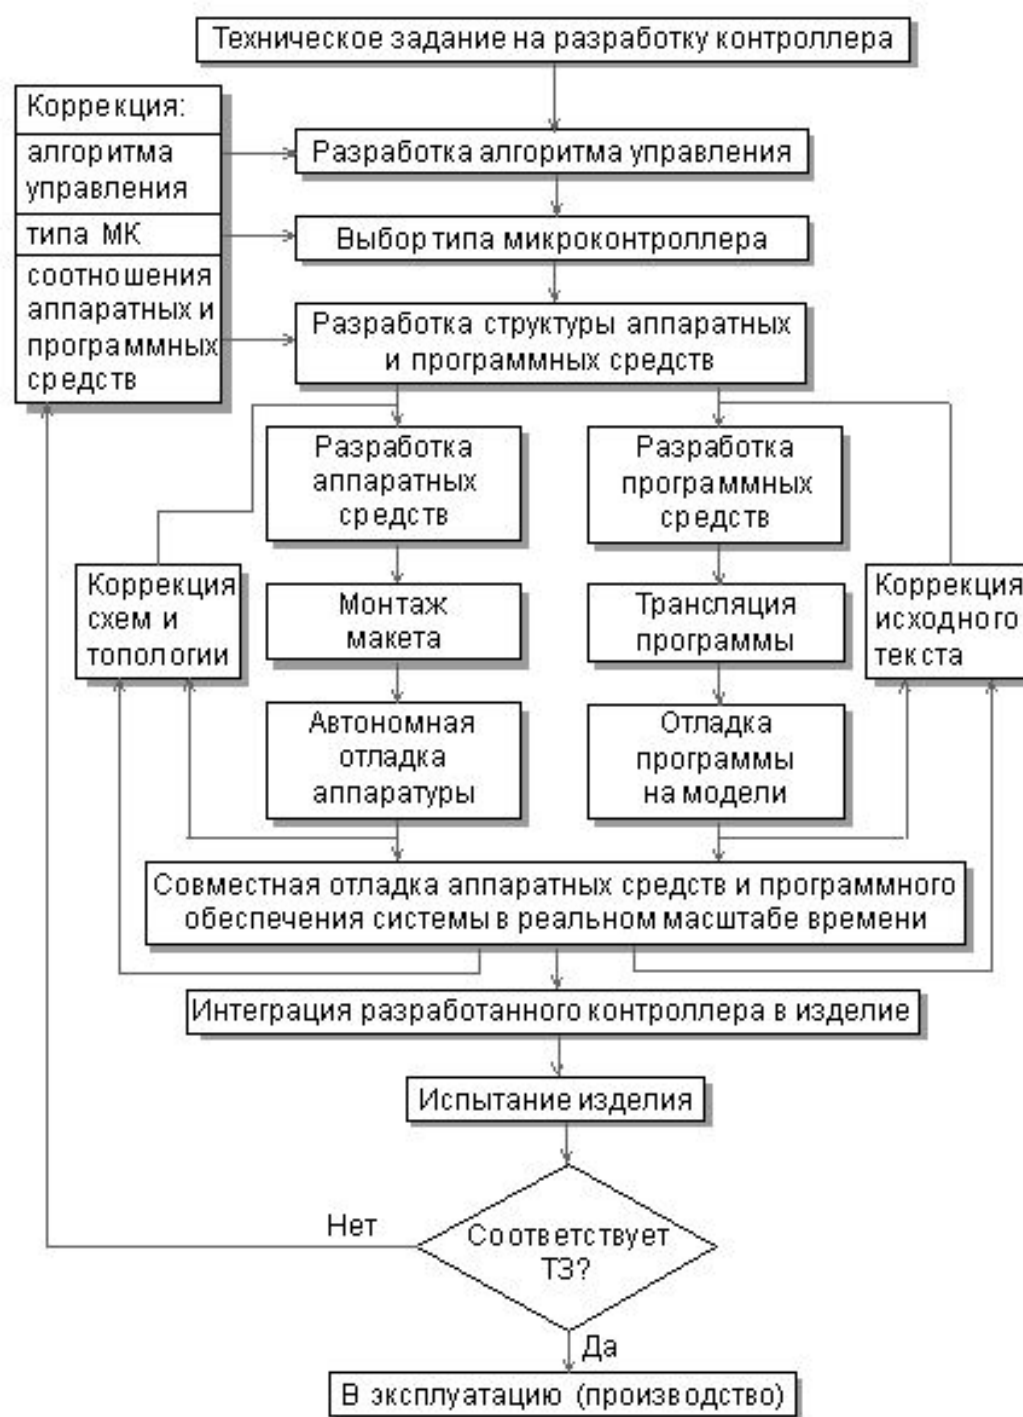 Техническое задание на разработку контроллера
Коррекция:
алгоритма
управления
типа МК
соотношения
аппаратных и
программных
средств
Разработка алгоритма управления
Выбор типа микроконтроллера
Разработка структуры аппаратных
и программных средств
Разработка
аппаратных
средств
Разработка
программных
средств
Коррекция
схем и
топологии
Монтаж
макета
Трансляция
программы
Коррекция
исходного
текста
Автономная
отладка
аппаратуры
Отладка
программы
на модели
Совместная отладка аппаратных средств и программного
обеспечения системы в реальном масштабе времени
Интеграция разработанного контроллера в изделие
Испытание изделия
Нет
Соответствует
ТЗ?
Да
В эксплуатацию (производство)